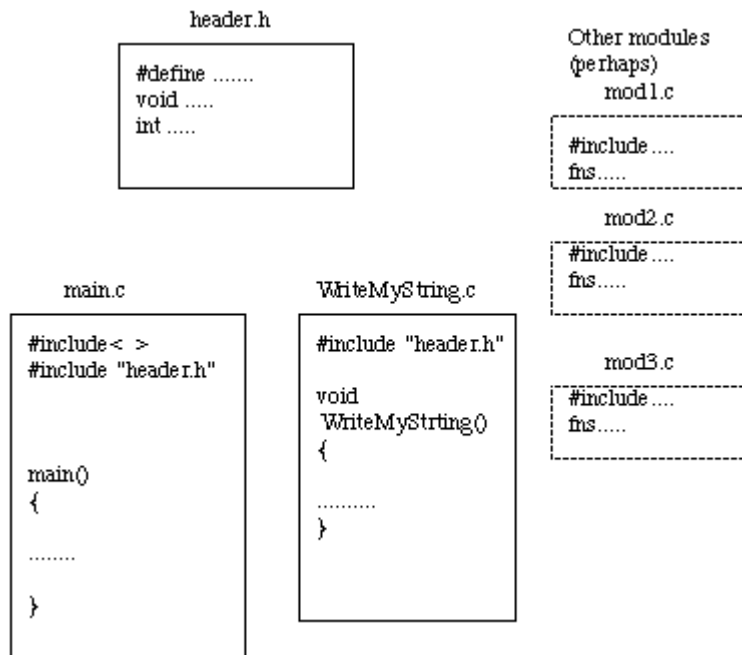 header.h
#define .......
void .....
int .....
Other modules
(perhaps)
mod1.c
#include ....
fns.....
mod2.c
#include ....
fns.....
mod3.c
#include ....
fns.....
main.c
#include< >
#include "header.h"
main()
{
........
}
WriteMyString.c
#include "header.h"
void
WriteMyStrting()
{
..........
}